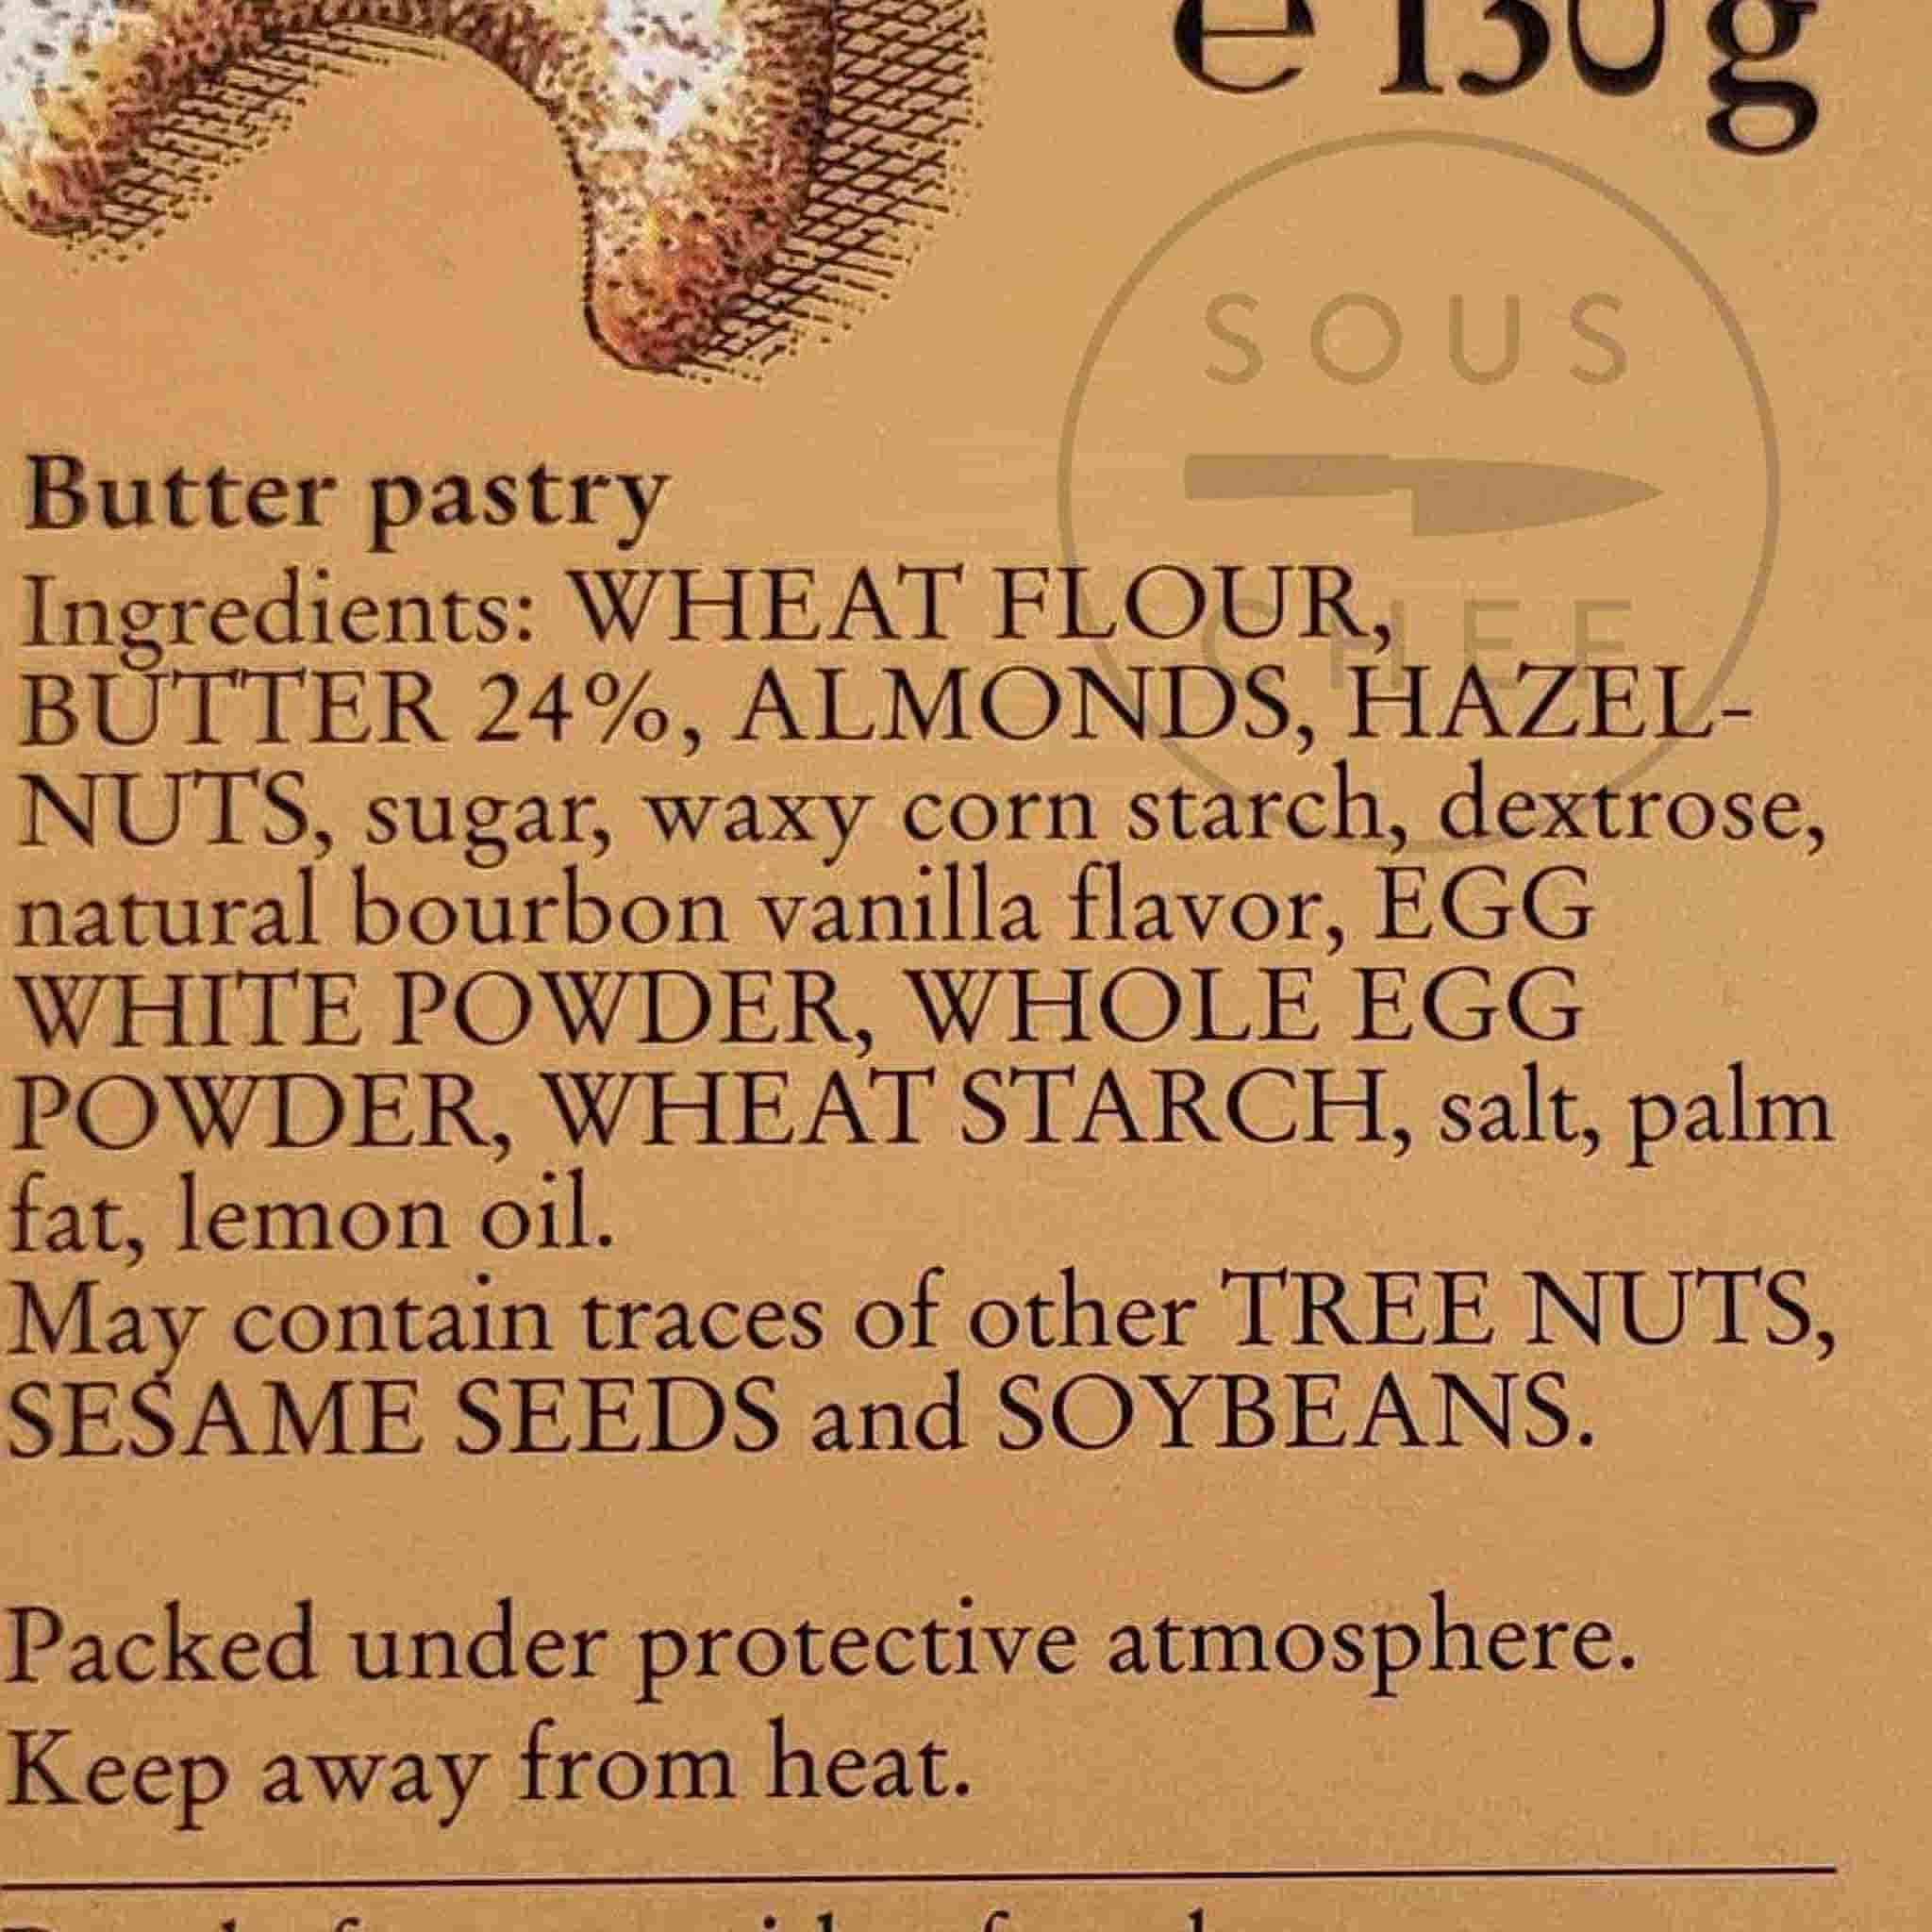 e 130 g
SOUS
CHEF
Butter pastry
Ingredients: WHEAT FLOUR,
BUTTER 24%, ALMONDS, HAZEL-
NUTS, sugar, waxy corn starch, dextrose,
natural bourbon vanilla flavor, EGG
WHITE POWDER, WHOLE EGG
POWDER, WHEAT STARCH, salt, palm
fat, lemon oil.
May contain traces of other TREE NUTS,
SESAME SEEDS and SOYBEANS.
Packed under protective atmosphere.
Keep away from heat.